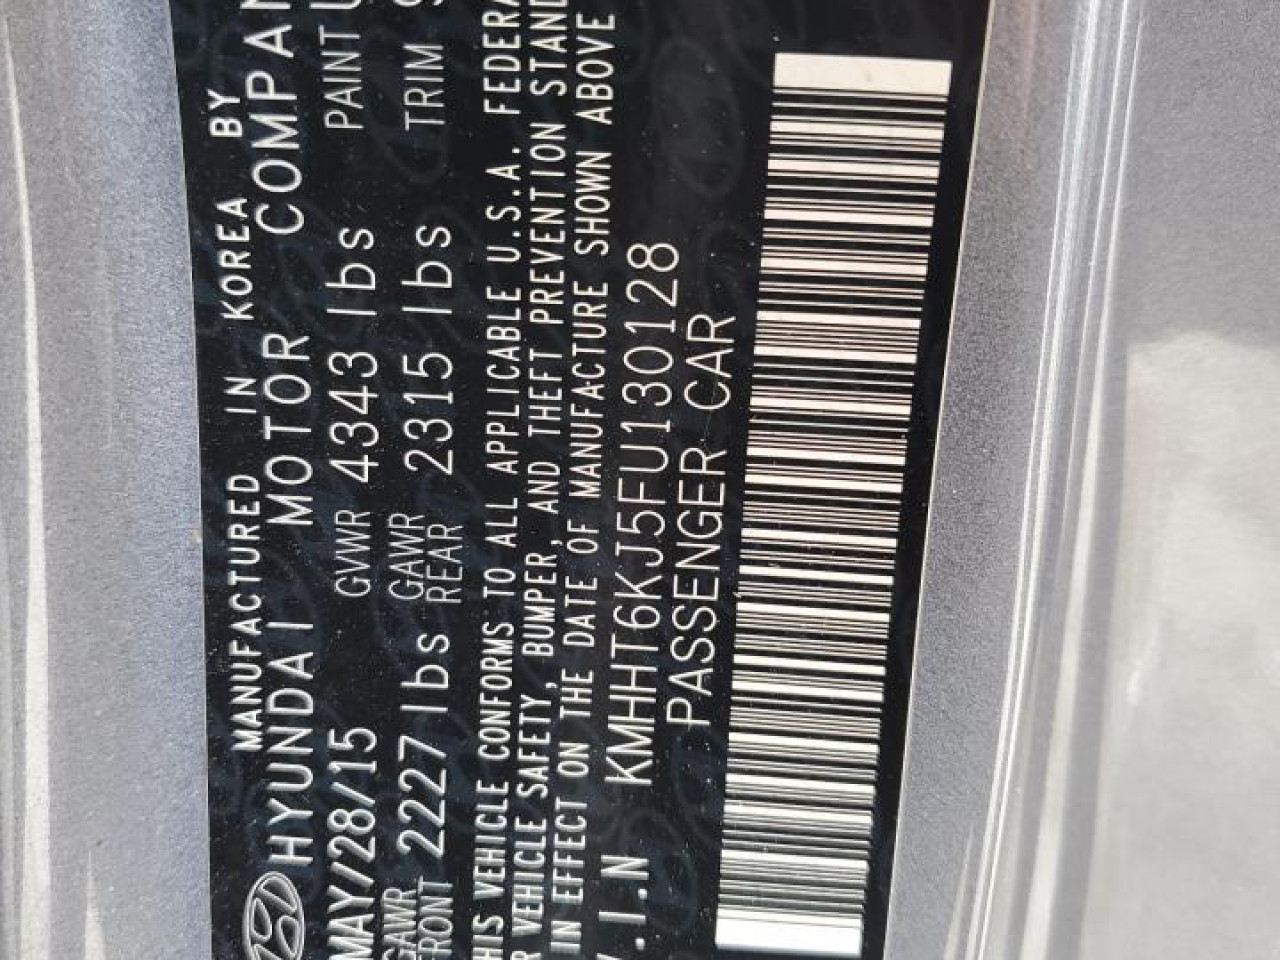 MANUFACTURED IN KOREA BY
HYUNDAI MOTOR COMPAN
MAY/28/15 GVWR 4343 lbs PAINT
GAWR FRONT 2227 lbs GAWR REAR 2315 lbs TRIM
HIS VEHICLE CONFORMS TO ALL APPLICABLE U.S.A. FEDERA
R VEHICLE SAFETY, BUMPER, AND THEFT PREVENTION STAND
IN EFFECT ON THE DATE OF MANUFACTURE SHOWN ABOVE
V.I.N KMHHT6KJ5FU130128
PASSENGER CAR